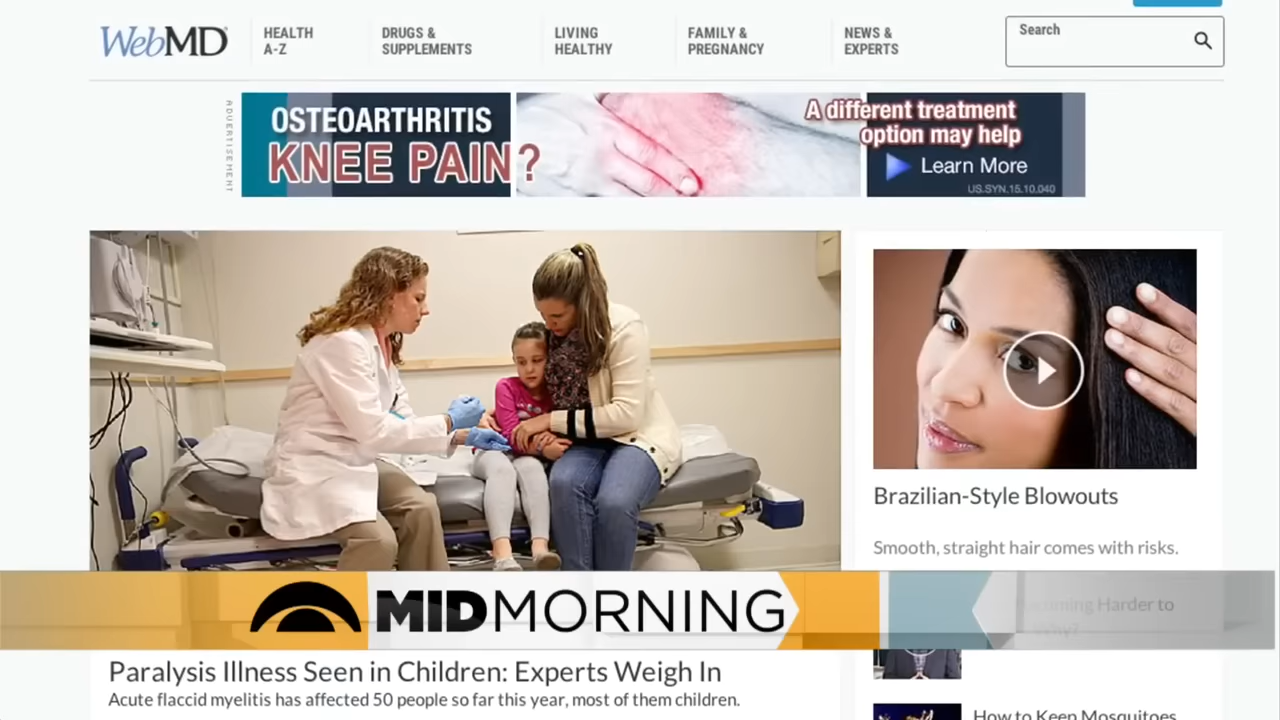 WebMD
HEALTH
A-Z
DRUGS &
SUPPLEMENTS
LIVING
HEALTHY
FAMILY &
PREGNANCY
NEWS &
EXPERTS
Search
ADVERTISEMENT
OSTEOARTHRITIS
KNEE PAIN?
A different treatment
option may help
Learn More
US.SYN.15.10.040
Brazilian-Style Blowouts
Smooth, straight hair comes with risks.
MIDMORNING
Harder to
Paralysis Illness Seen in Children: Experts Weigh In
Acute flaccid myelitis has affected 50 people so far this year, most of them children.
How to Keep Mosquitoes